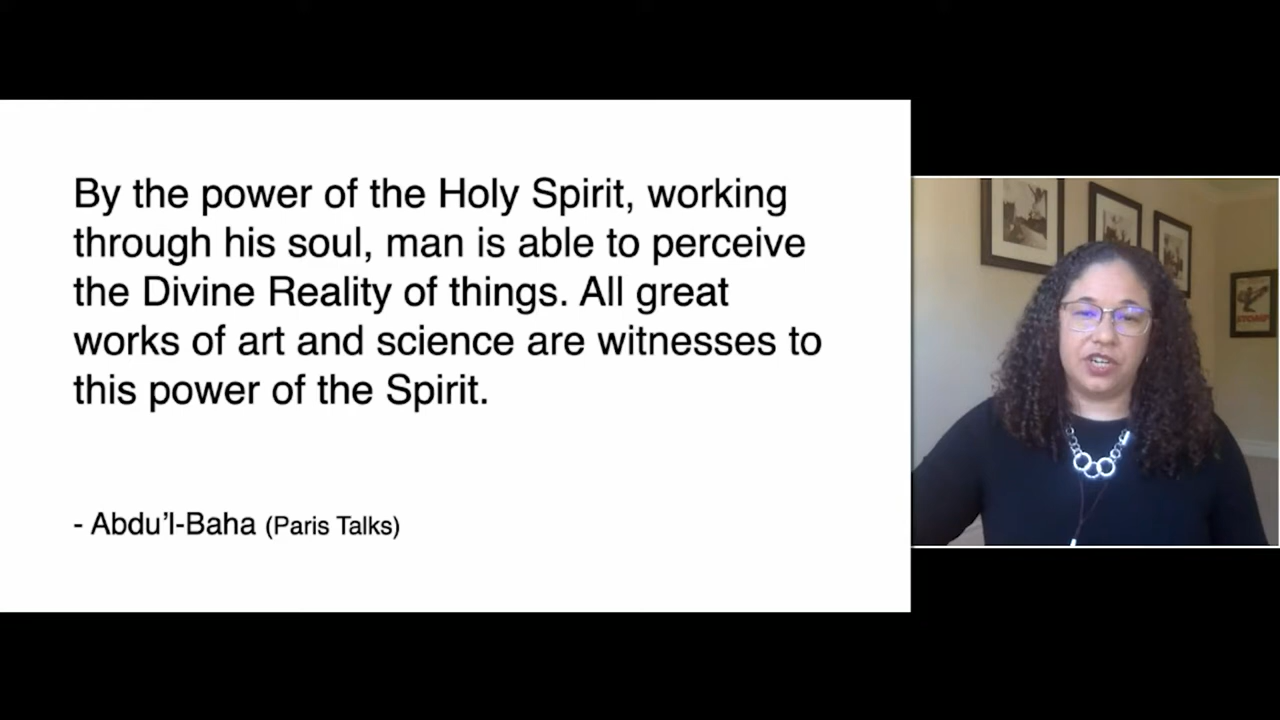 By the power of the Holy Spirit, working
through his soul, man is able to perceive
the Divine Reality of things. All great
works of art and science are witnesses to
this power of the Spirit.
- Abdu’l-Baha (Paris Talks)